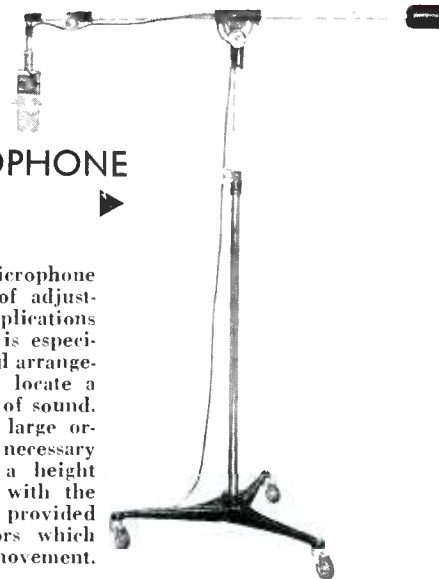 OPHONE
icrophone
of adjust-
plications
is especi-
l arrange-
locate a
of sound.
large or-
necessary
a height
with the
provided
ors which
movement.